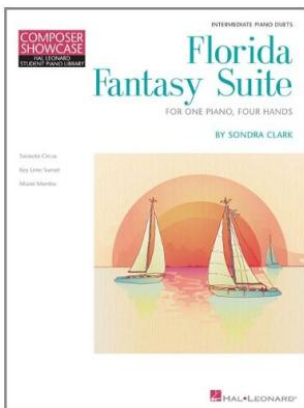 INTERMEDIATE PIANO DUETS
COMPOSER
SHOWCASE
HAL LEONARD
STUDENT PIANO LIBRARY
Florida
Fantasy Suite
FOR ONE PIANO, FOUR HANDS
BY SONDRA CLARK
Sarasota Circus
Key Lime Sunset
Miami Mambo
HAL•LEONARD